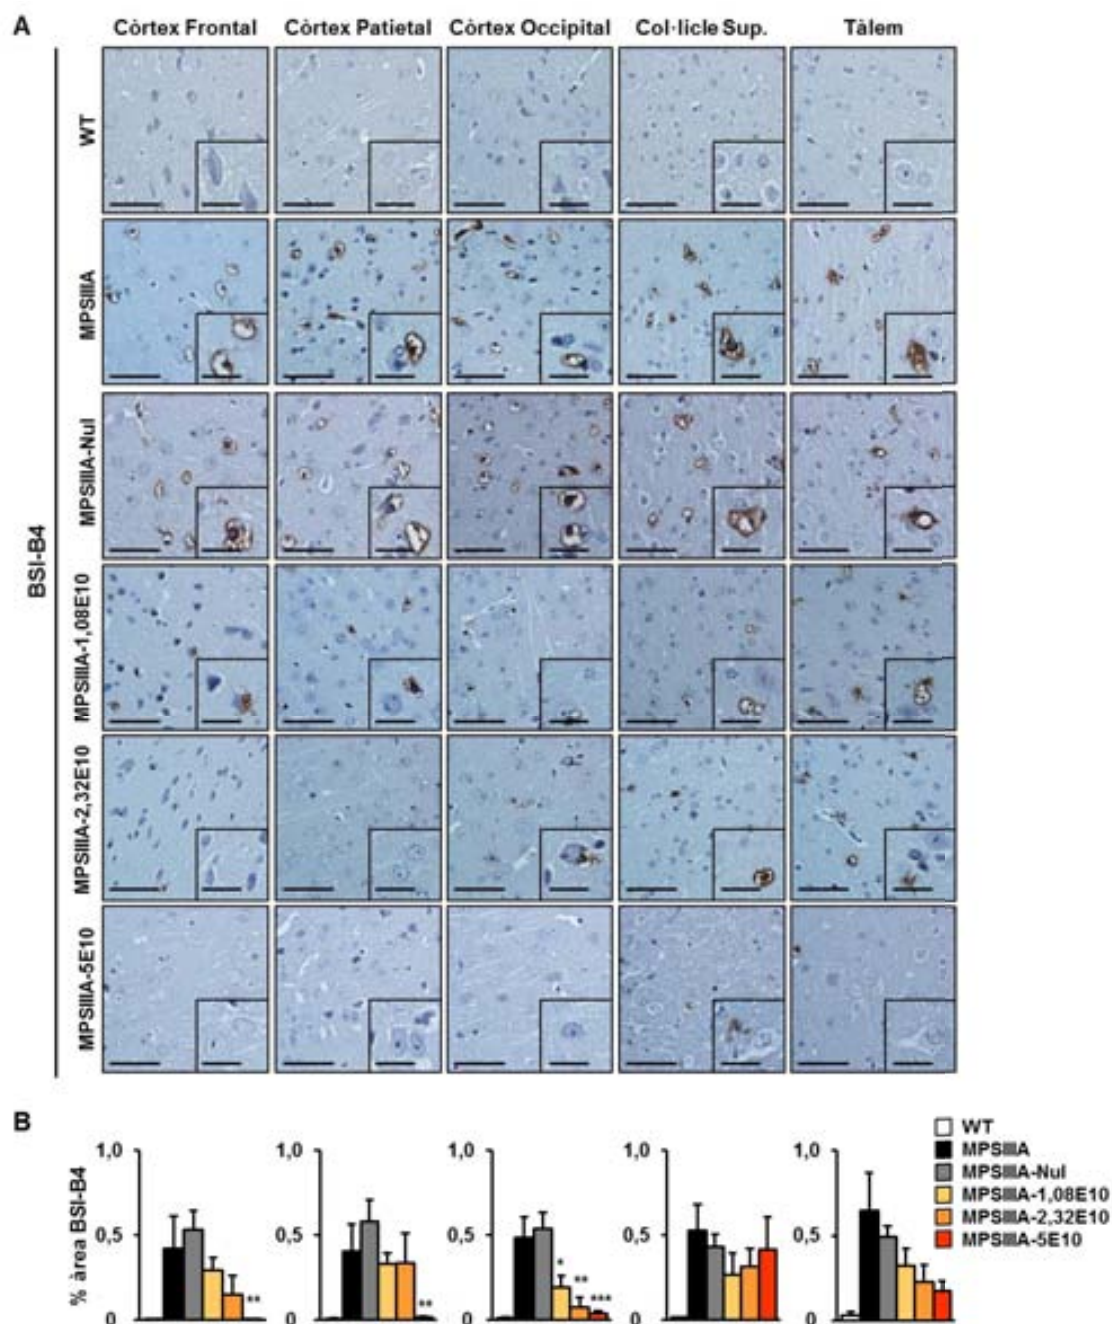 A
Còrtex Frontal
Còrtex Patietal
Còrtex Occipital
Col·licle Sup.
Tàlem
BSI-B4
WT
MPSIIIA
MPSIIIA-Nul
MPSIIIA-1,08E10
MPSIIIA-2,32E10
MPSIIIA-5E10
B
% àrea BSI-B4
1,0
0,5
0
**
1,0
0,5
0
**
1,0
0,5
0
*
**
***
1,0
0,5
0
1,0
0,5
0
WT
MPSIIIA
MPSIIIA-Nul
MPSIIIA-1,08E10
MPSIIIA-2,32E10
MPSIIIA-5E10